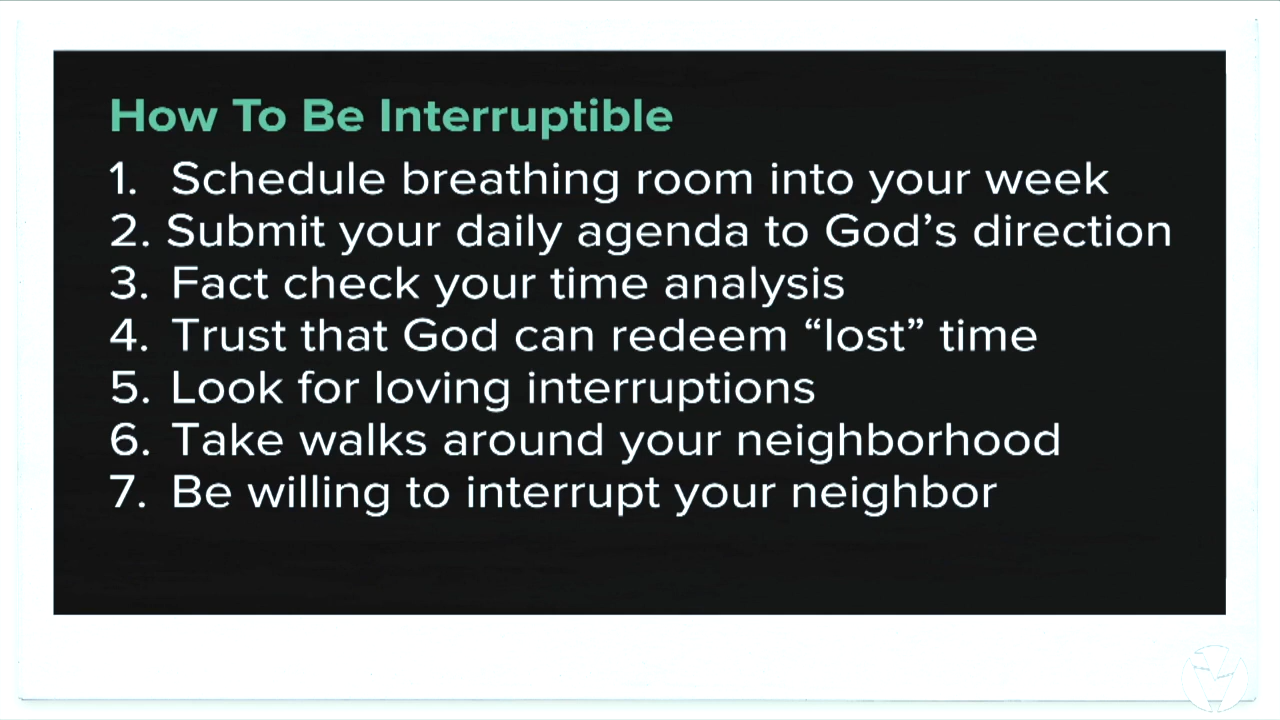 How To Be Interruptible
1. Schedule breathing room into your week
2. Submit your daily agenda to God’s direction
3. Fact check your time analysis
4. Trust that God can redeem “lost” time
5. Look for loving interruptions
6. Take walks around your neighborhood
7. Be willing to interrupt your neighbor